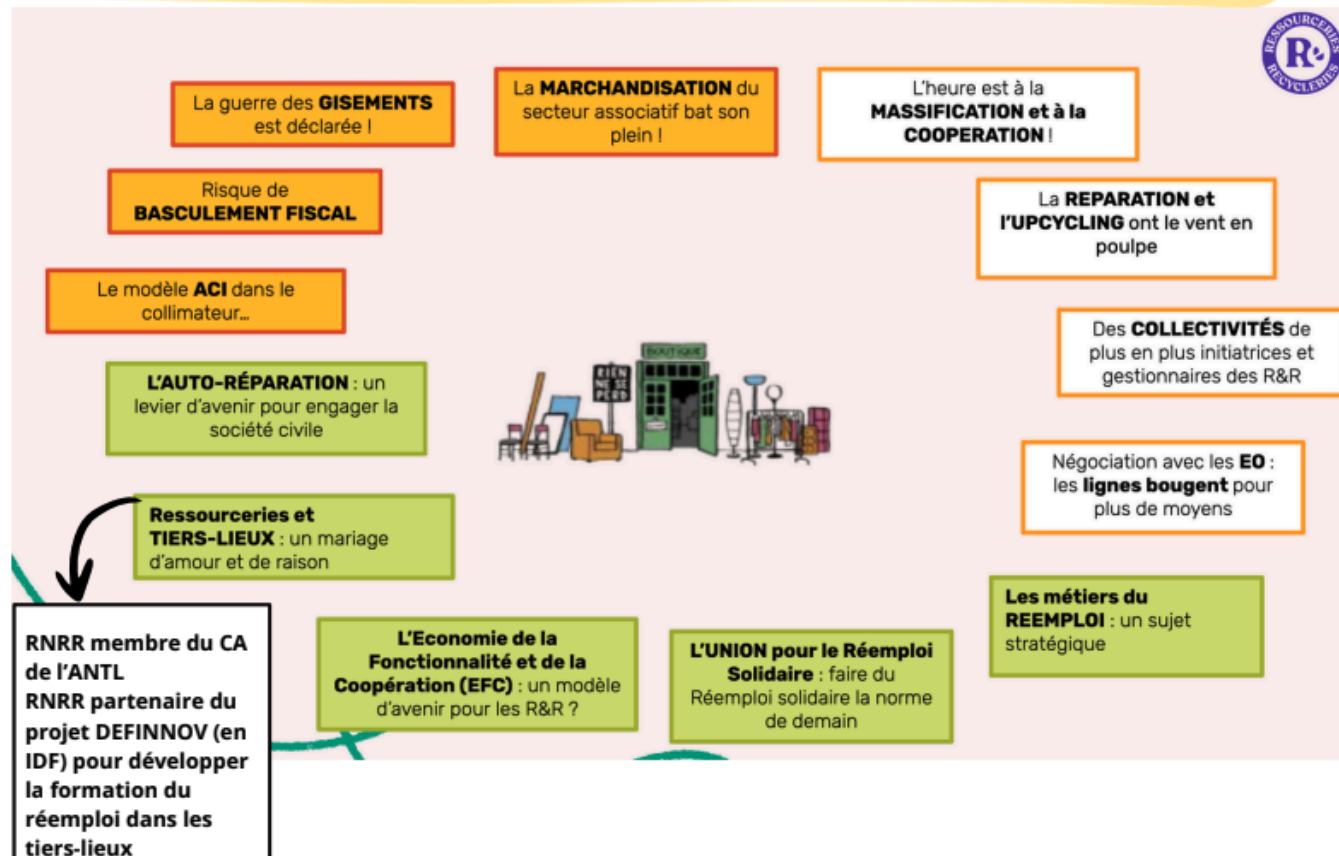 RESSOURCERIES
R&
RECYCLERIES
La guerre des GISEMENTS
est déclarée !
La MARCHANDISATION du
secteur associatif bat son
plein !
L'heure est à la
MASSIFICATION et à la
COOPERATION !
Risque de
BASCULEMENT FISCAL
La REPARATION et
l'UPCYCLING ont le vent en
poulpe
Le modèle ACI dans le
collimateur...
Des COLLECTIVITÉS de
plus en plus initiatrices et
gestionnaires des R&R
L'AUTO-RÉPARATION : un
levier d'avenir pour engager la
société civile
BOUTIQUE
RIEN
NE SE
PERD
Négociation avec les EO :
les lignes bougent pour
plus de moyens
Ressourceries et
TIERS-LIEUX : un mariage
d'amour et de raison
Les métiers du
REEMPLOI : un sujet
stratégique
RNRR membre du CA
de l'ANTL
RNRR partenaire du
projet DEFINNOV (en
IDF) pour développer
la formation du
réemploi dans les
tiers-lieux
L'Economie de la
Fonctionnalité et de la
Coopération (EFC) : un modèle
d'avenir pour les R&R ?
L'UNION pour le Réemploi
Solidaire : faire du
Réemploi solidaire la norme
de demain